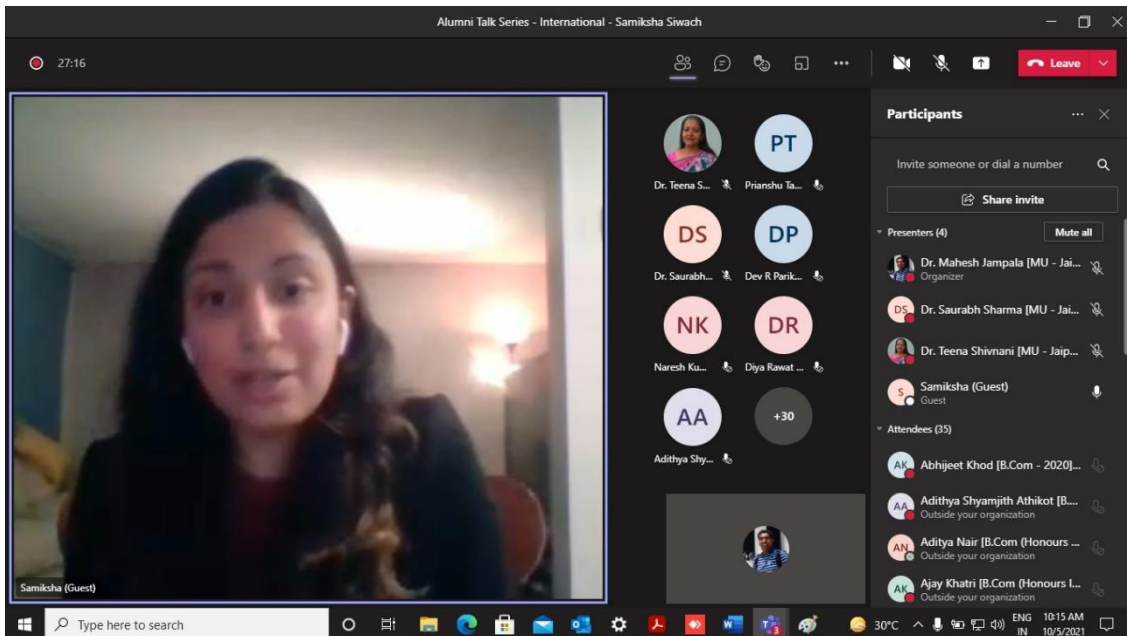 Alumni Talk Series - International - Samiksha Siwach
27:16
Leave
Samiksha (Guest)
PT
Dr. Teena S...
Prianshu Ta...
DS
DP
Dr. Saurabh...
Dev R Parik...
NK
DR
Naresh Ku...
Diya Rawat ...
AA
+30
Adithya Shy...
Participants
Invite someone or dial a number
Share invite
Presenters (4)
Mute all
Dr. Mahesh Jampala [MU - Jai...
Organizer
DS
Dr. Saurabh Sharma [MU - Jai...
Dr. Teena Shivnani [MU - Jaip...
S
Samiksha (Guest)
Guest
Attendees (35)
AK
Abhijeet Khod [B.Com - 2020]...
AA
Adithya Shyamjith Athikot [B....
Outside your organization
AN
Aditya Nair [B.Com (Honours ...
Outside your organization
AK
Ajay Khatri [B.Com (Honours I...
Outside your organization
Type here to search
30°C
ENG
IN
10:15 AM
10/5/2021